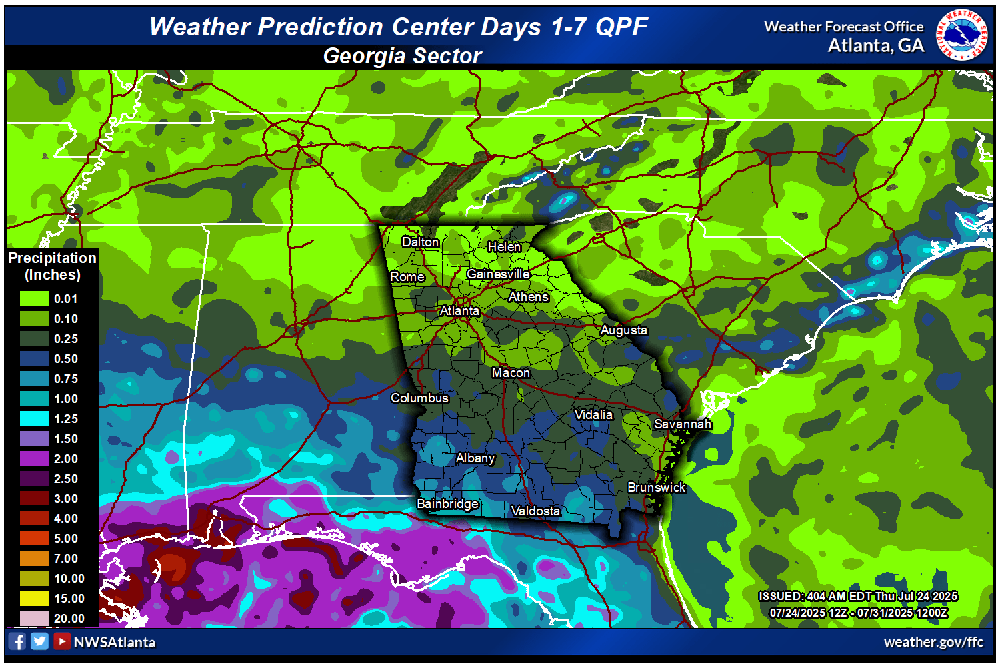 Weather Prediction Center Days 1-7 QPF
Georgia Sector
Weather Forecast Office
Atlanta, GA
NATIONAL WEATHER SERVICE
Dalton
Helen
Rome
Gainesville
Athens
Atlanta
Augusta
Macon
Columbus
Vidalia
Savannah
Albany
Brunswick
Bainbridge
Valdosta
Precipitation
(Inches)
0.01
0.10
0.25
0.50
0.75
1.00
1.25
1.50
2.00
2.50
3.00
4.00
5.00
7.00
10.00
15.00
20.00
ISSUED: 404 AM EDT Thu Jul 24 2025
07/24/2025 12Z - 07/31/2025 1200Z
NWSAtlanta
weather.gov/ffc